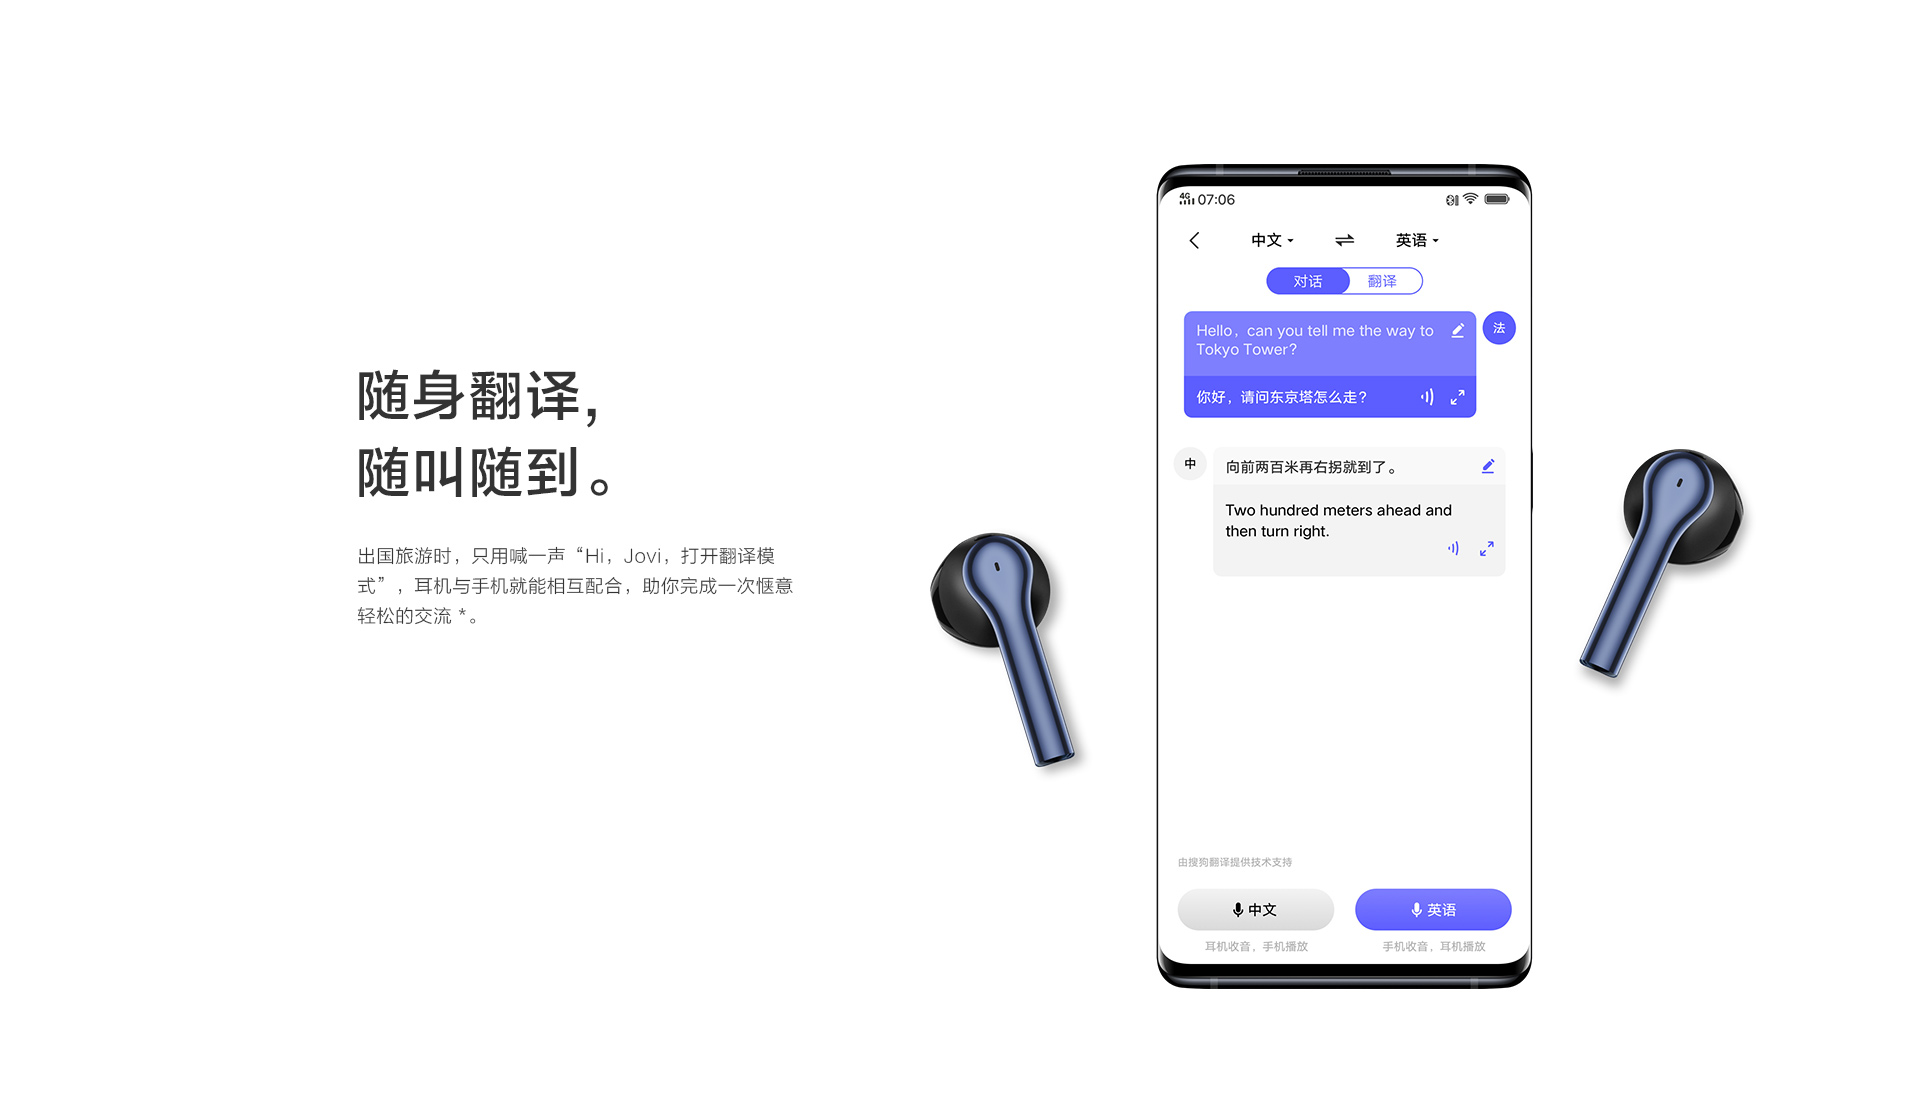 随身翻译,
随叫随到。
出国旅游时，只用喊一声“Hi，Jovi，打开翻译模
式”，耳机与手机就能相互配合，助你完成一次惬意
轻松的交流 *。
4G 07:06
中文 英语
对话 翻译
Hello，can you tell me the way to
Tokyo Tower?
法
你好，请问东京塔怎么走？
中
向前两百米再右拐就到了。
Two hundred meters ahead and
then turn right.
由搜狗翻译提供技术支持
中文 英语
耳机收音，手机播放 手机收音，耳机播放